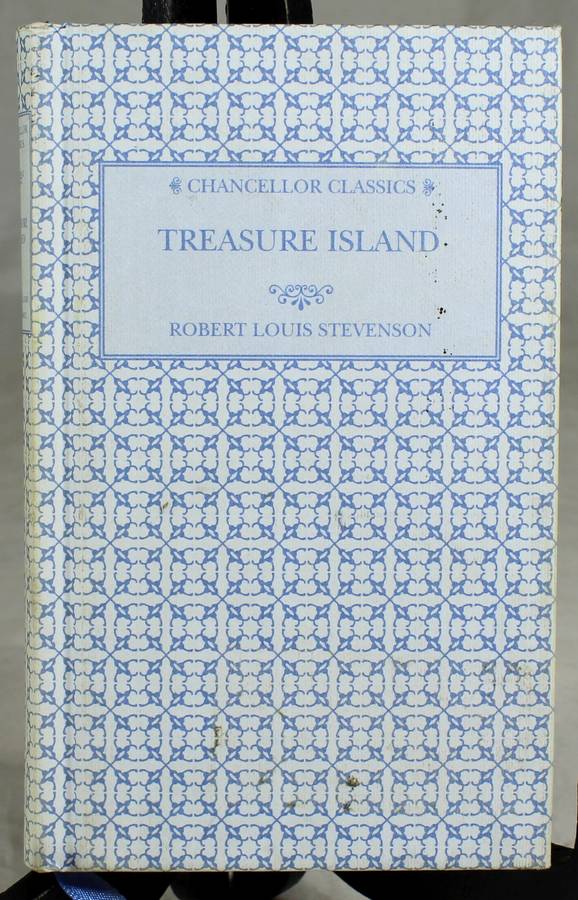 CHANCELLOR CLASSICS
TREASURE ISLAND
ROBERT LOUIS STEVENSON